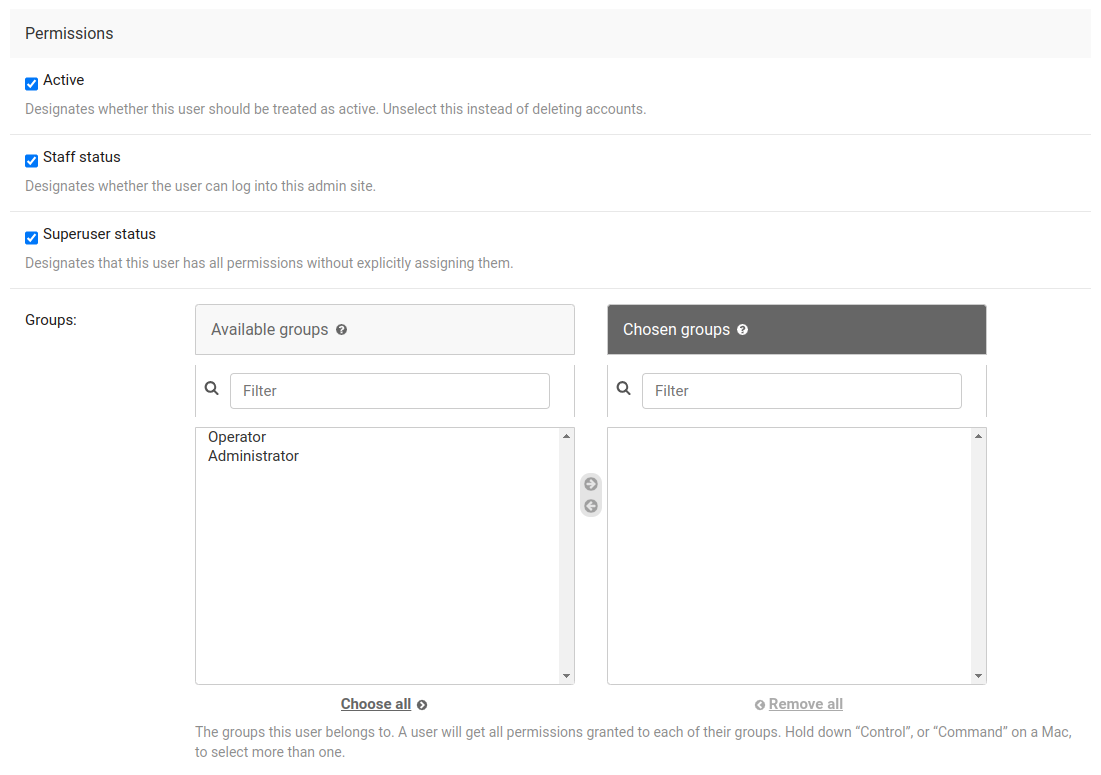 Permissions
Active
Designates whether this user should be treated as active. Unselect this instead of deleting accounts.
Staff status
Designates whether the user can log into this admin site.
Superuser status
Designates that this user has all permissions without explicitly assigning them.
Groups:
Available groups
Chosen groups
Filter
Filter
Operator
Administrator
Choose all
Remove all
The groups this user belongs to. A user will get all permissions granted to each of their groups. Hold down “Control”, or “Command” on a Mac,
to select more than one.